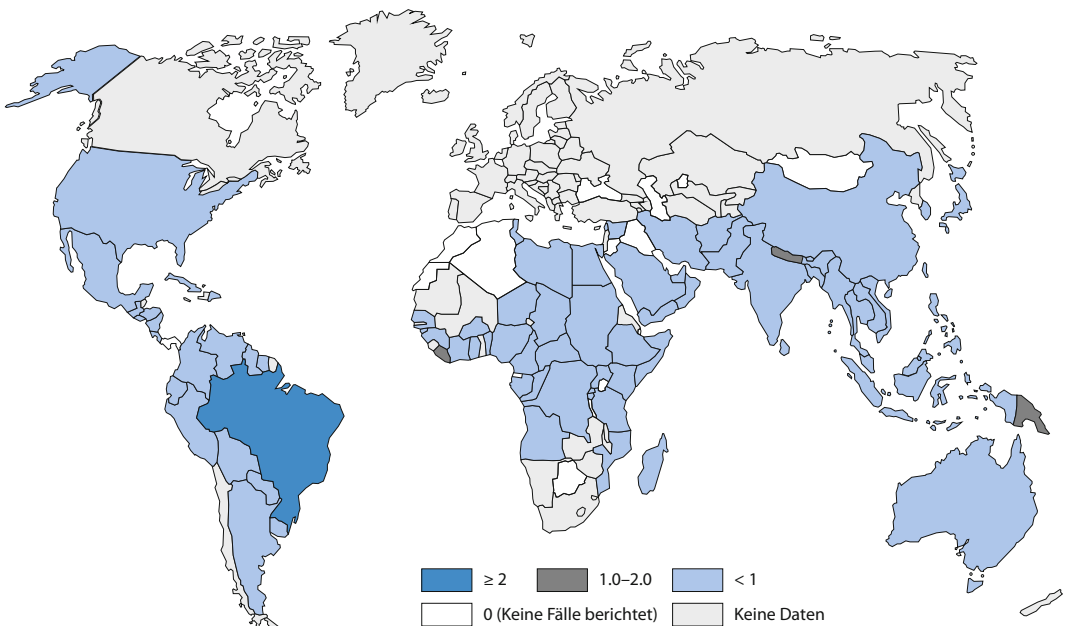 ≥ 2 1.0–2.0 < 1
0 (Keine Fälle berichtet) Keine Daten